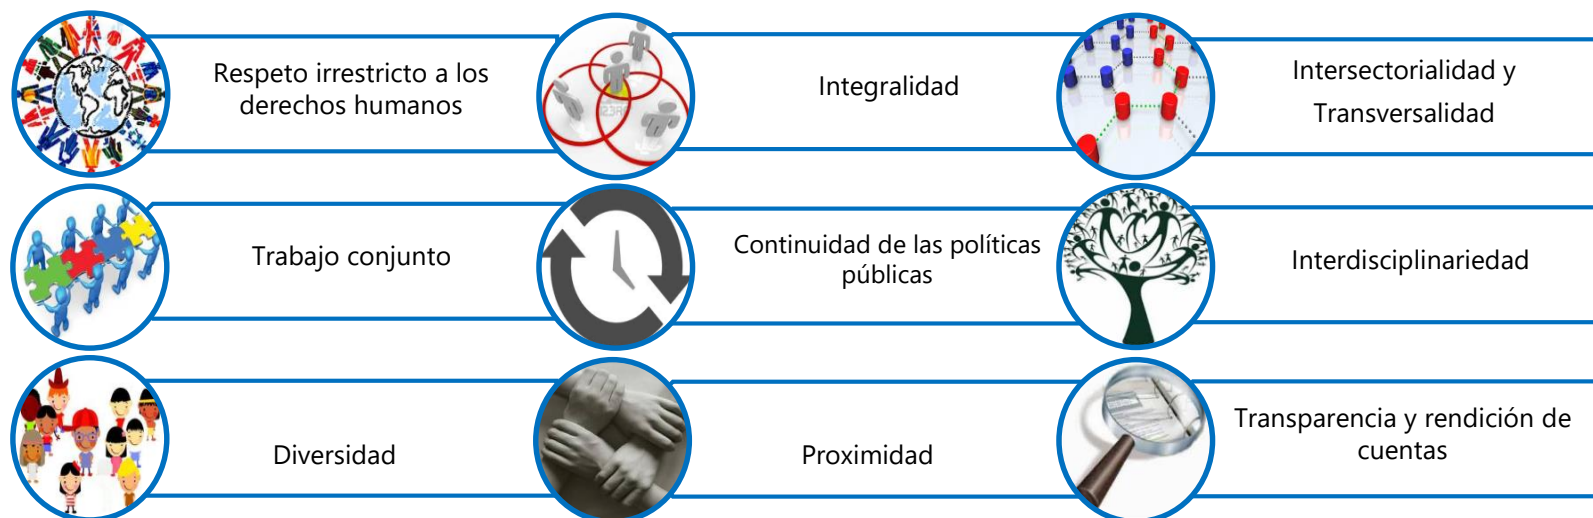 Respeto irrestricto a los
derechos humanos
Integralidad
Intersectorialidad y
Transversalidad
Trabajo conjunto
Continuidad de las políticas
públicas
Interdisciplinariedad
Diversidad
Proximidad
Transparencia y rendición de
cuentas